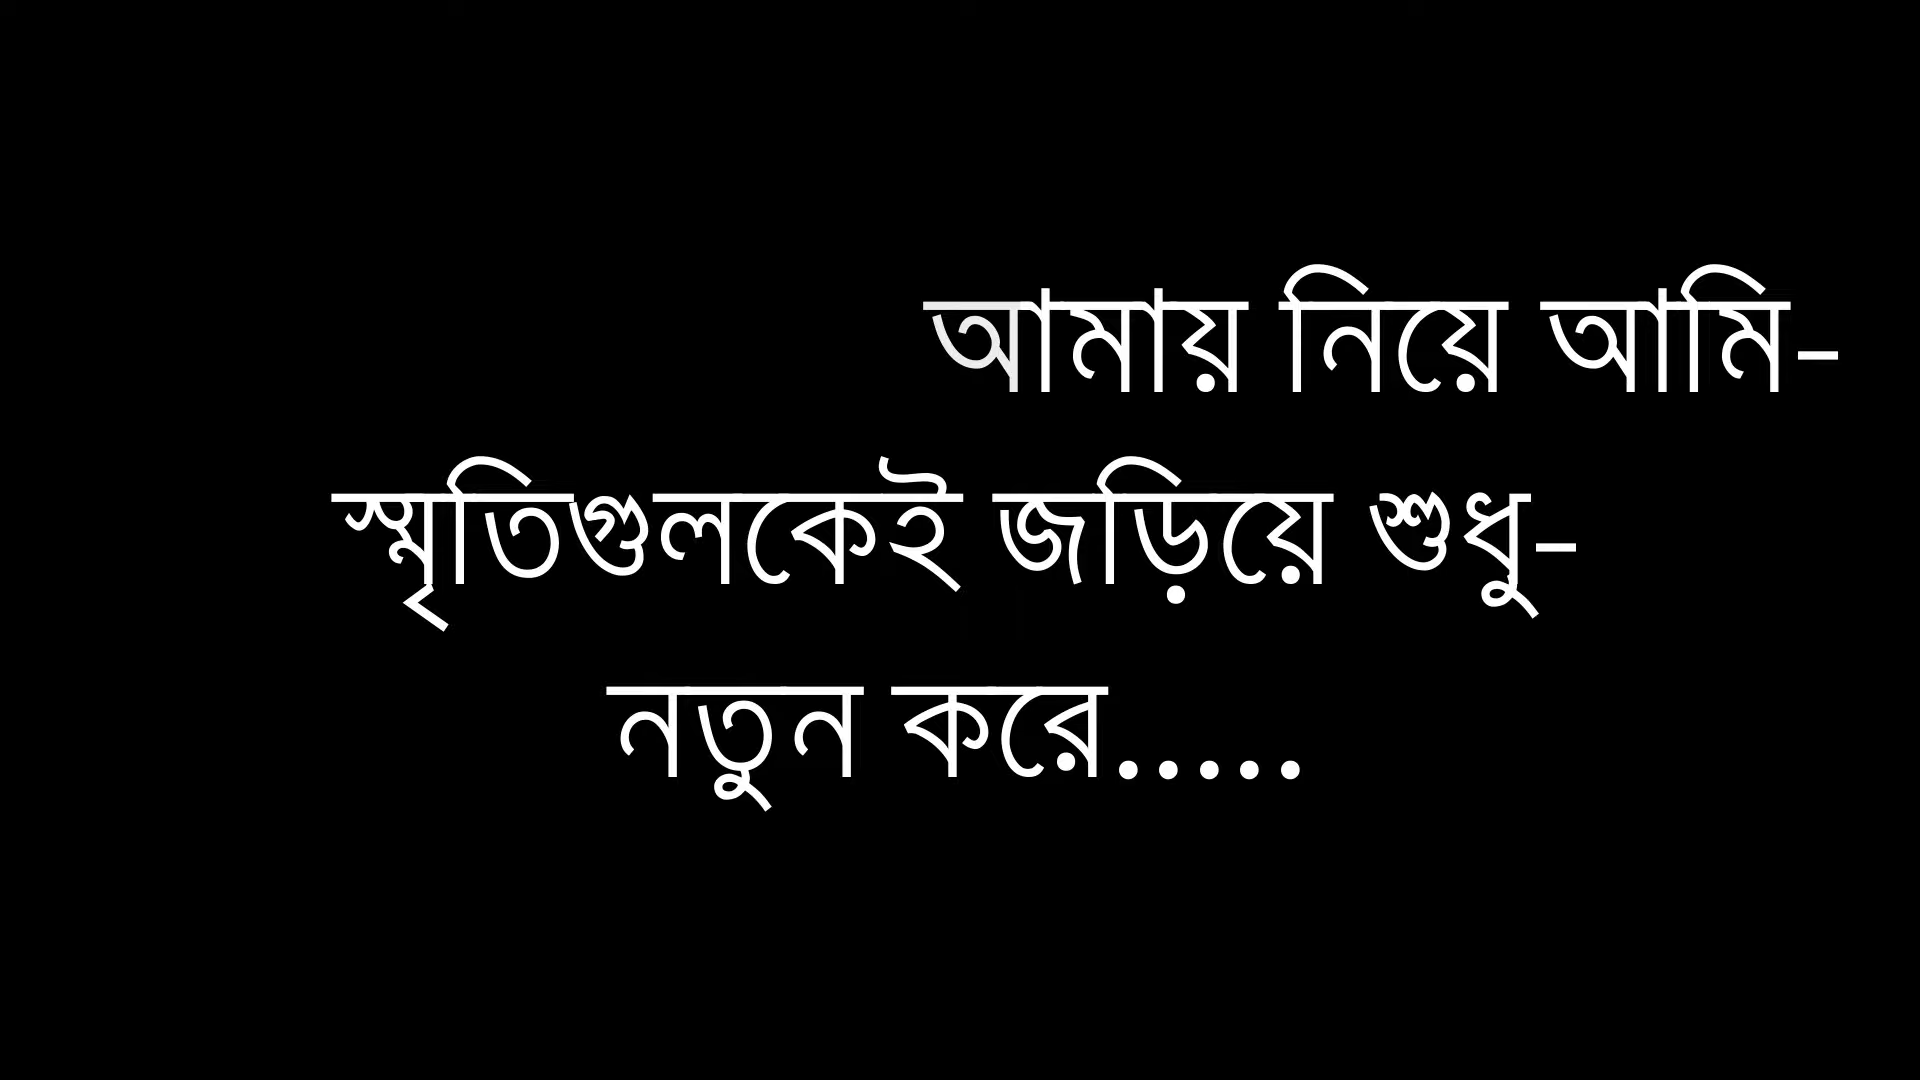 আমায় নিয়ে আমি-
স্মৃতিগুলকেই জড়িয়ে শুধু-
নতুন করে.....